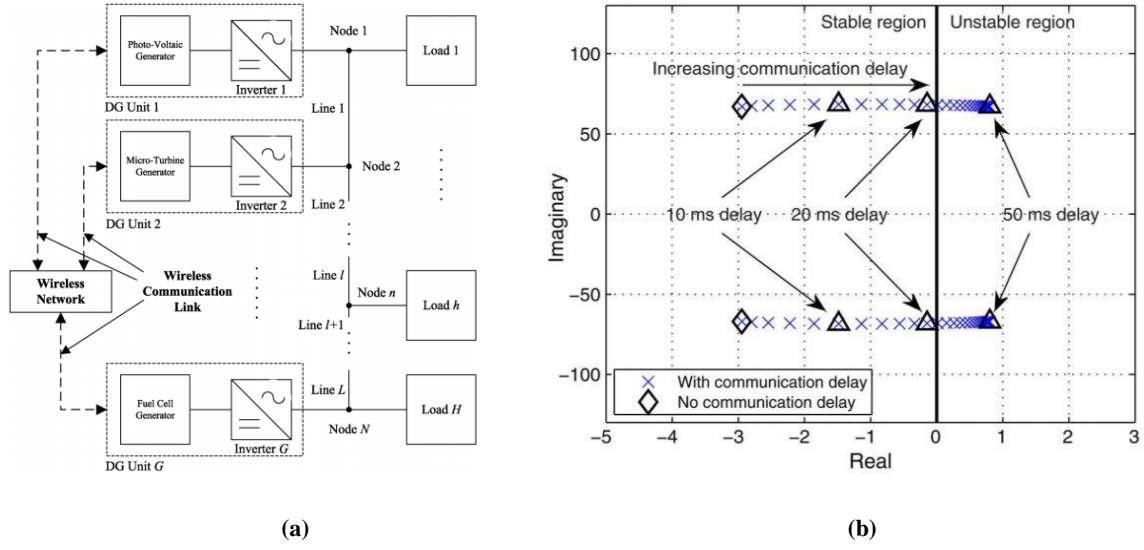 Photo-Voltaic
Generator
Inverter 1
DG Unit 1
Node 1
Load 1
Line 1
Micro-Turbine
Generator
Inverter 2
DG Unit 2
Node 2
Line 2
Wireless
Network
Wireless
Communication
Link
Line l
Node n
Load h
Line l+1
Line L
Fuel Cell
Generator
Inverter G
DG Unit G
Node N
Load H
(a)
Stable region
Unstable region
Increasing communication delay
10 ms delay
20 ms delay
50 ms delay
Imaginary
100
50
0
−50
−100
With communication delay
No communication delay
−5 −4 −3 −2 −1 0 1 2 3
Real
(b)